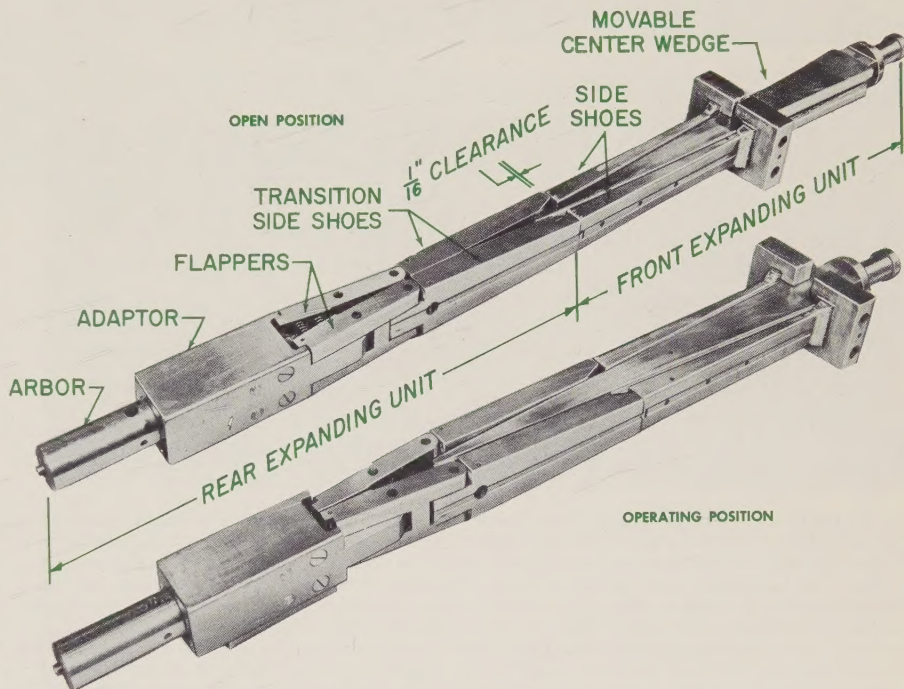 MOVABLE
CENTER WEDGE
OPEN POSITION
SIDE
SHOES
1/16" CLEARANCE
TRANSITION
SIDE SHOES
FLAPPERS
ADAPTOR
ARBOR
FRONT EXPANDING UNIT
REAR EXPANDING UNIT
OPERATING POSITION